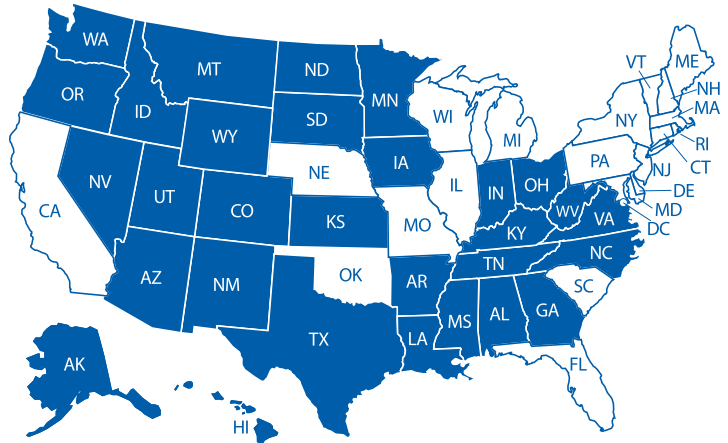 WA
MT
ND
MN
VT
ME
NH
MA
OR
ID
SD
WI
NY
WY
MI
RI
CT
IA
PA
NE
NJ
NV
UT
IL
IN
OH
DE
CA
CO
WV
MD
VA
DC
KS
MO
KY
NC
AZ
NM
OK
AR
TN
SC
TX
MS
AL
GA
LA
AK
FL
HI